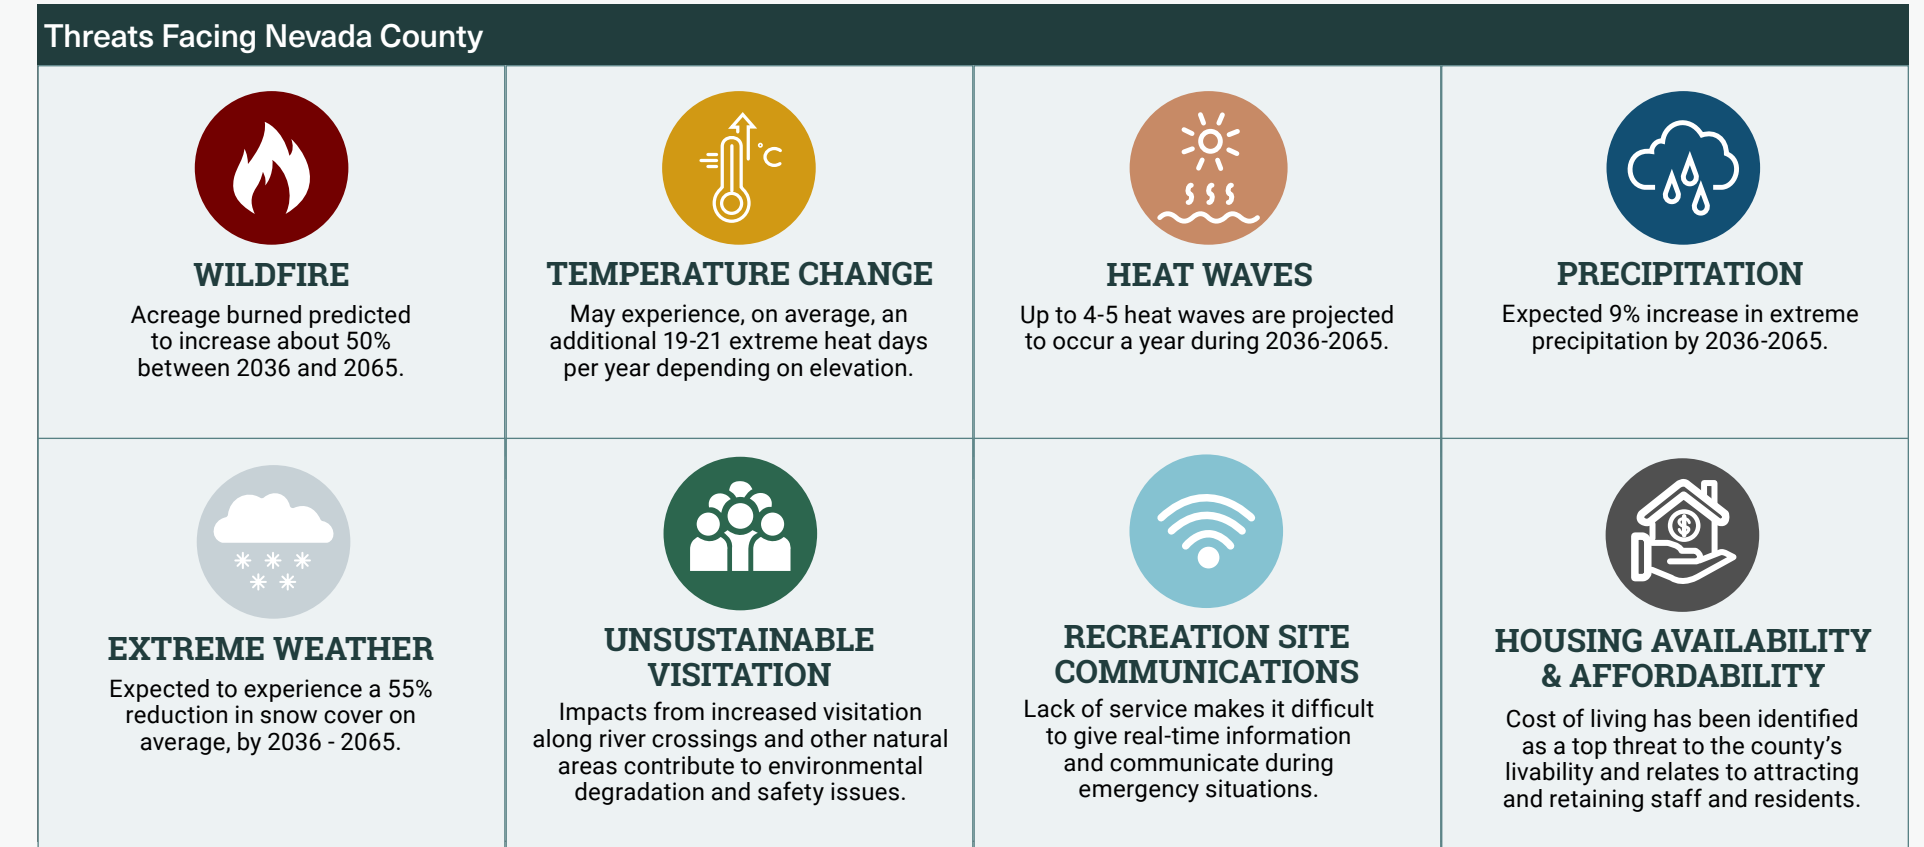 Threats Facing Nevada County
°C
WILDFIRE
Acreage burned predicted
to increase about 50%
between 2036 and 2065.
TEMPERATURE CHANGE
May experience, on average, an
additional 19-21 extreme heat days
per year depending on elevation.
HEAT WAVES
Up to 4-5 heat waves are projected
to occur a year during 2036-2065.
PRECIPITATION
Expected 9% increase in extreme
precipitation by 2036-2065.
EXTREME WEATHER
Expected to experience a 55%
reduction in snow cover on
average, by 2036 - 2065.
UNSUSTAINABLE
VISITATION
Impacts from increased visitation
along river crossings and other natural
areas contribute to environmental
degradation and safety issues.
RECREATION SITE
COMMUNICATIONS
Lack of service makes it difficult
to give real-time information
and communicate during
emergency situations.
$
HOUSING AVAILABILITY
& AFFORDABILITY
Cost of living has been identified
as a top threat to the county's
livability and relates to attracting
and retaining staff and residents.